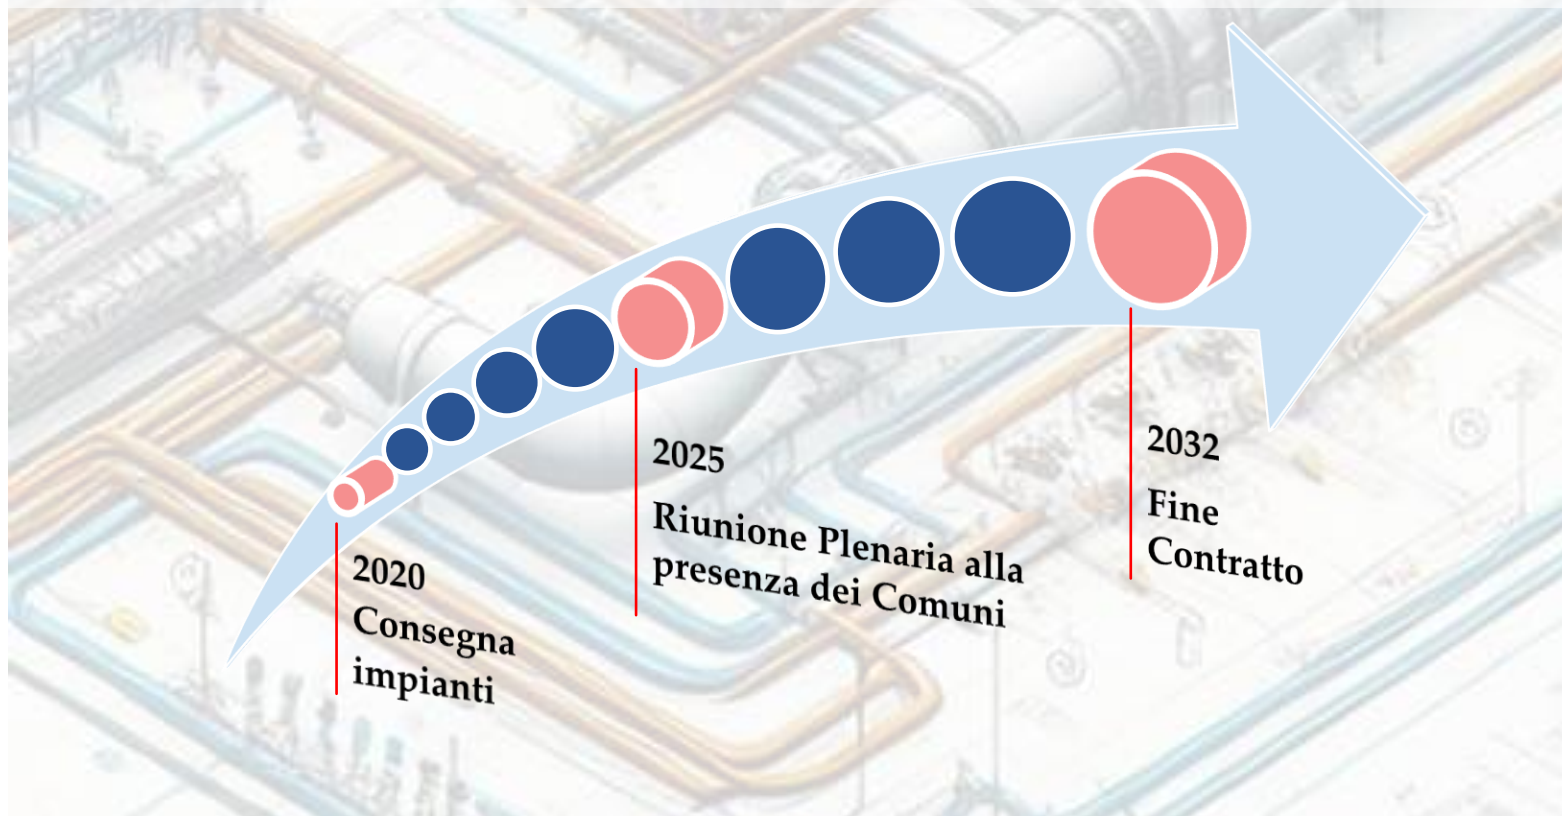 2020
Consegna
impianti
2025
Riunione Plenaria alla
presenza dei Comuni
2032
Fine
Contratto